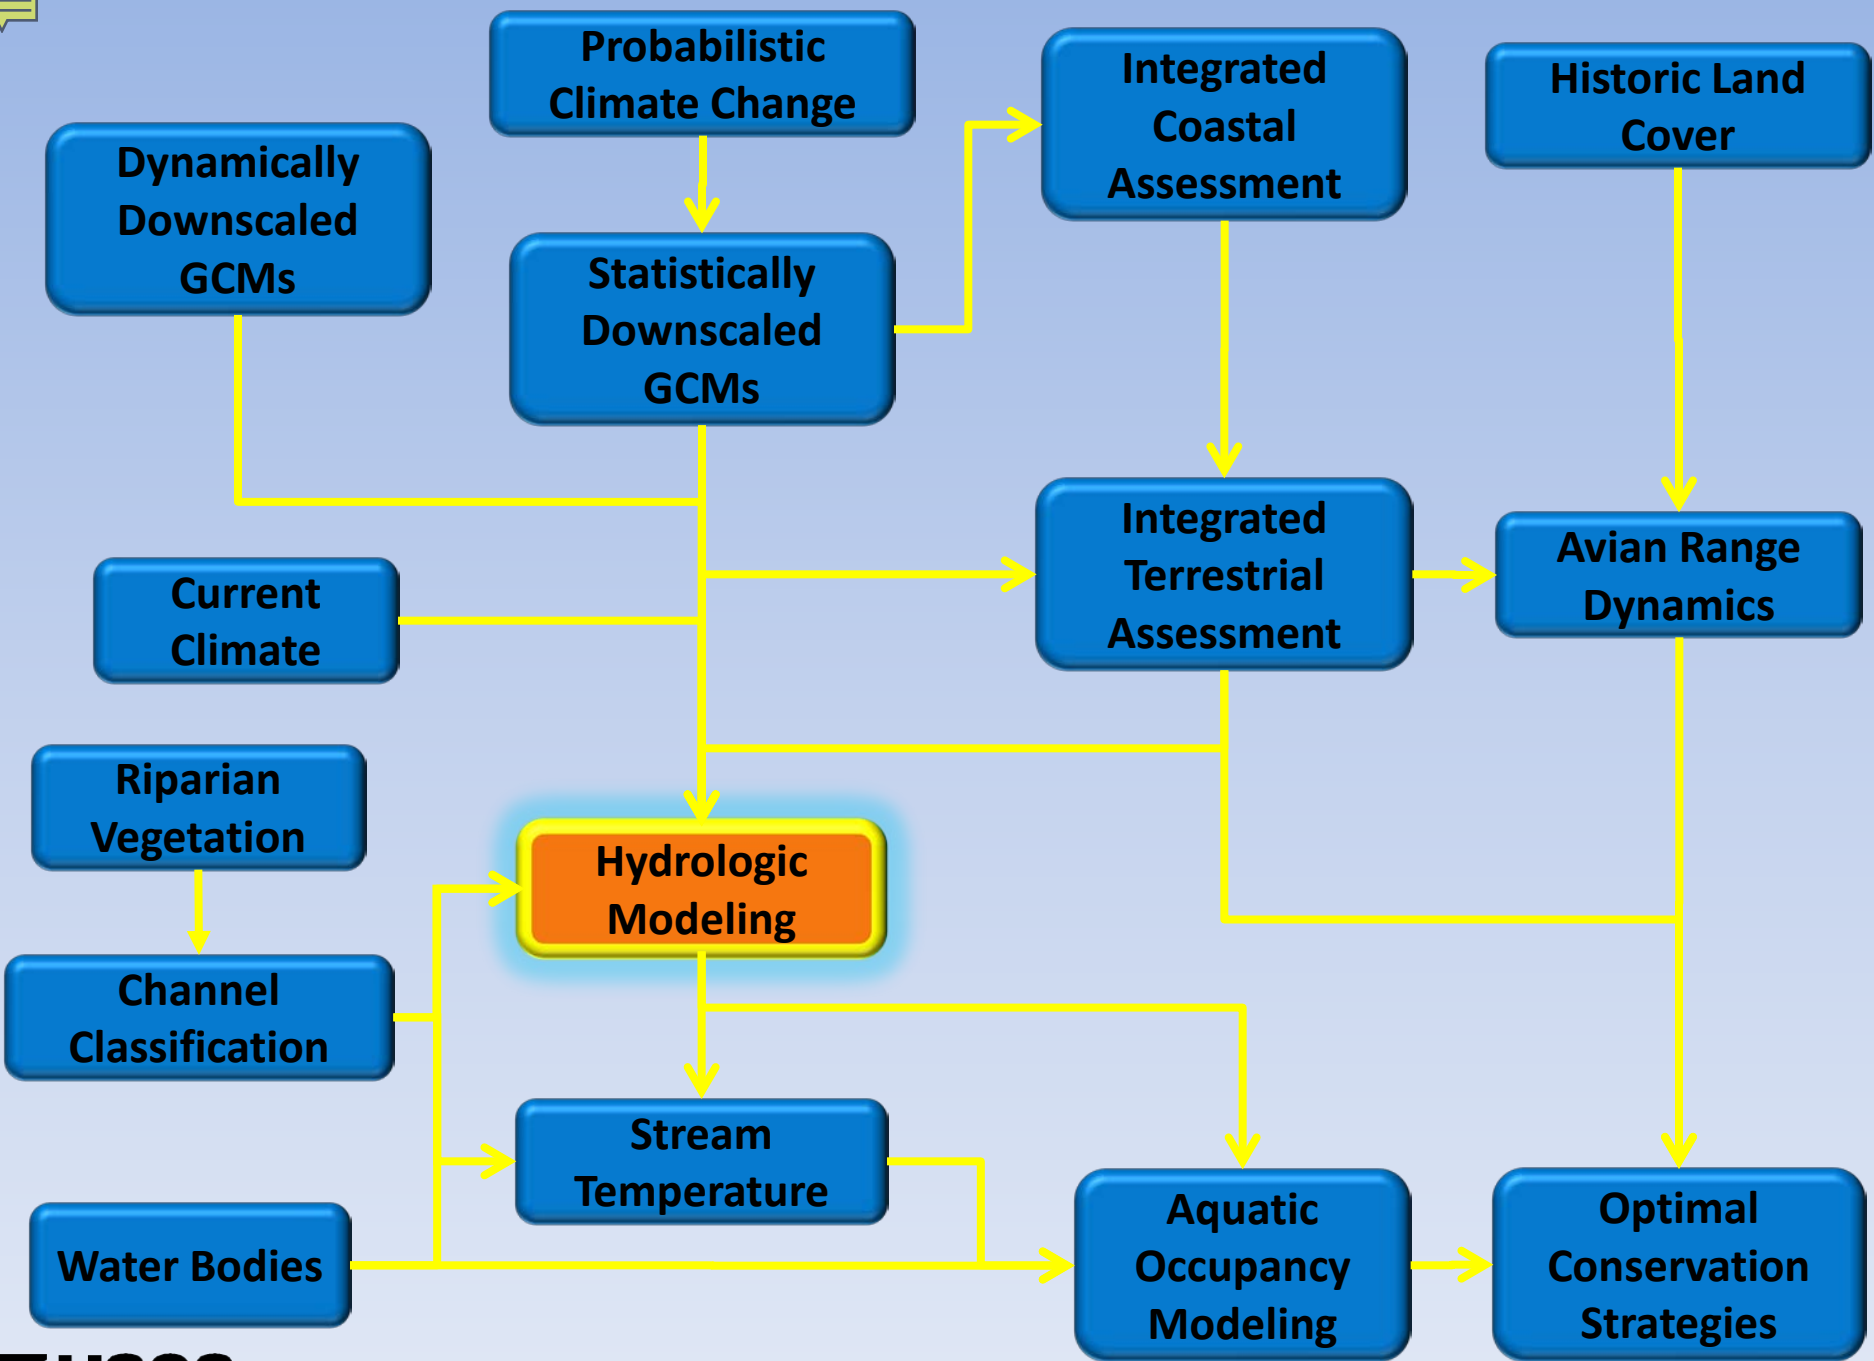 Probabilistic
Climate Change
Integrated
Coastal
Assessment
Historic Land
Cover
Dynamically
Downscaled
GCMs
Statistically
Downscaled
GCMs
Integrated
Terrestrial
Assessment
Avian Range
Dynamics
Current
Climate
Riparian
Vegetation
Hydrologic
Modeling
Channel
Classification
Stream
Temperature
Water Bodies
Aquatic
Occupancy
Modeling
Optimal
Conservation
Strategies